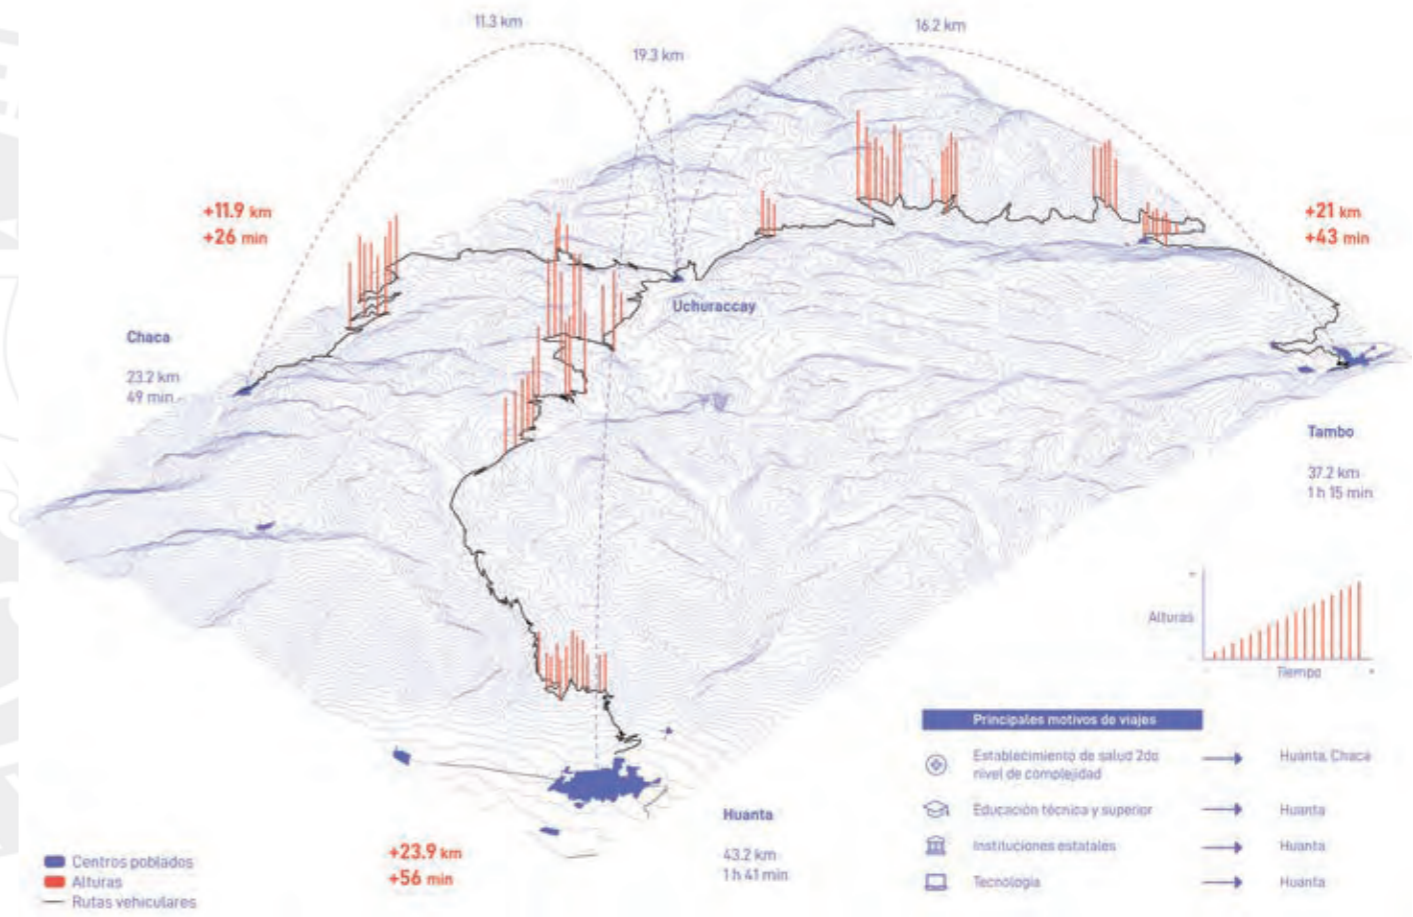 11.3 km
19.3 km
16.2 km
+11.9 km
+26 min
+21 km
+43 min
Uchuraccay
Chaca
23.2 km
49 min
Tambo
37.2 km
1 h 15 min
+
Alturas
-
Tiempo
+
Principales motivos de viajes
Establecimiento de salud 2do
nivel de complejidad
Huanta, Chaca
Educación técnica y superior
Huanta
Instituciones estatales
Huanta
Tecnología
Huanta
Huanta
43.2 km
1 h 41 min
+23.9 km
+56 min
Centros poblados
Alturas
Rutas vehiculares